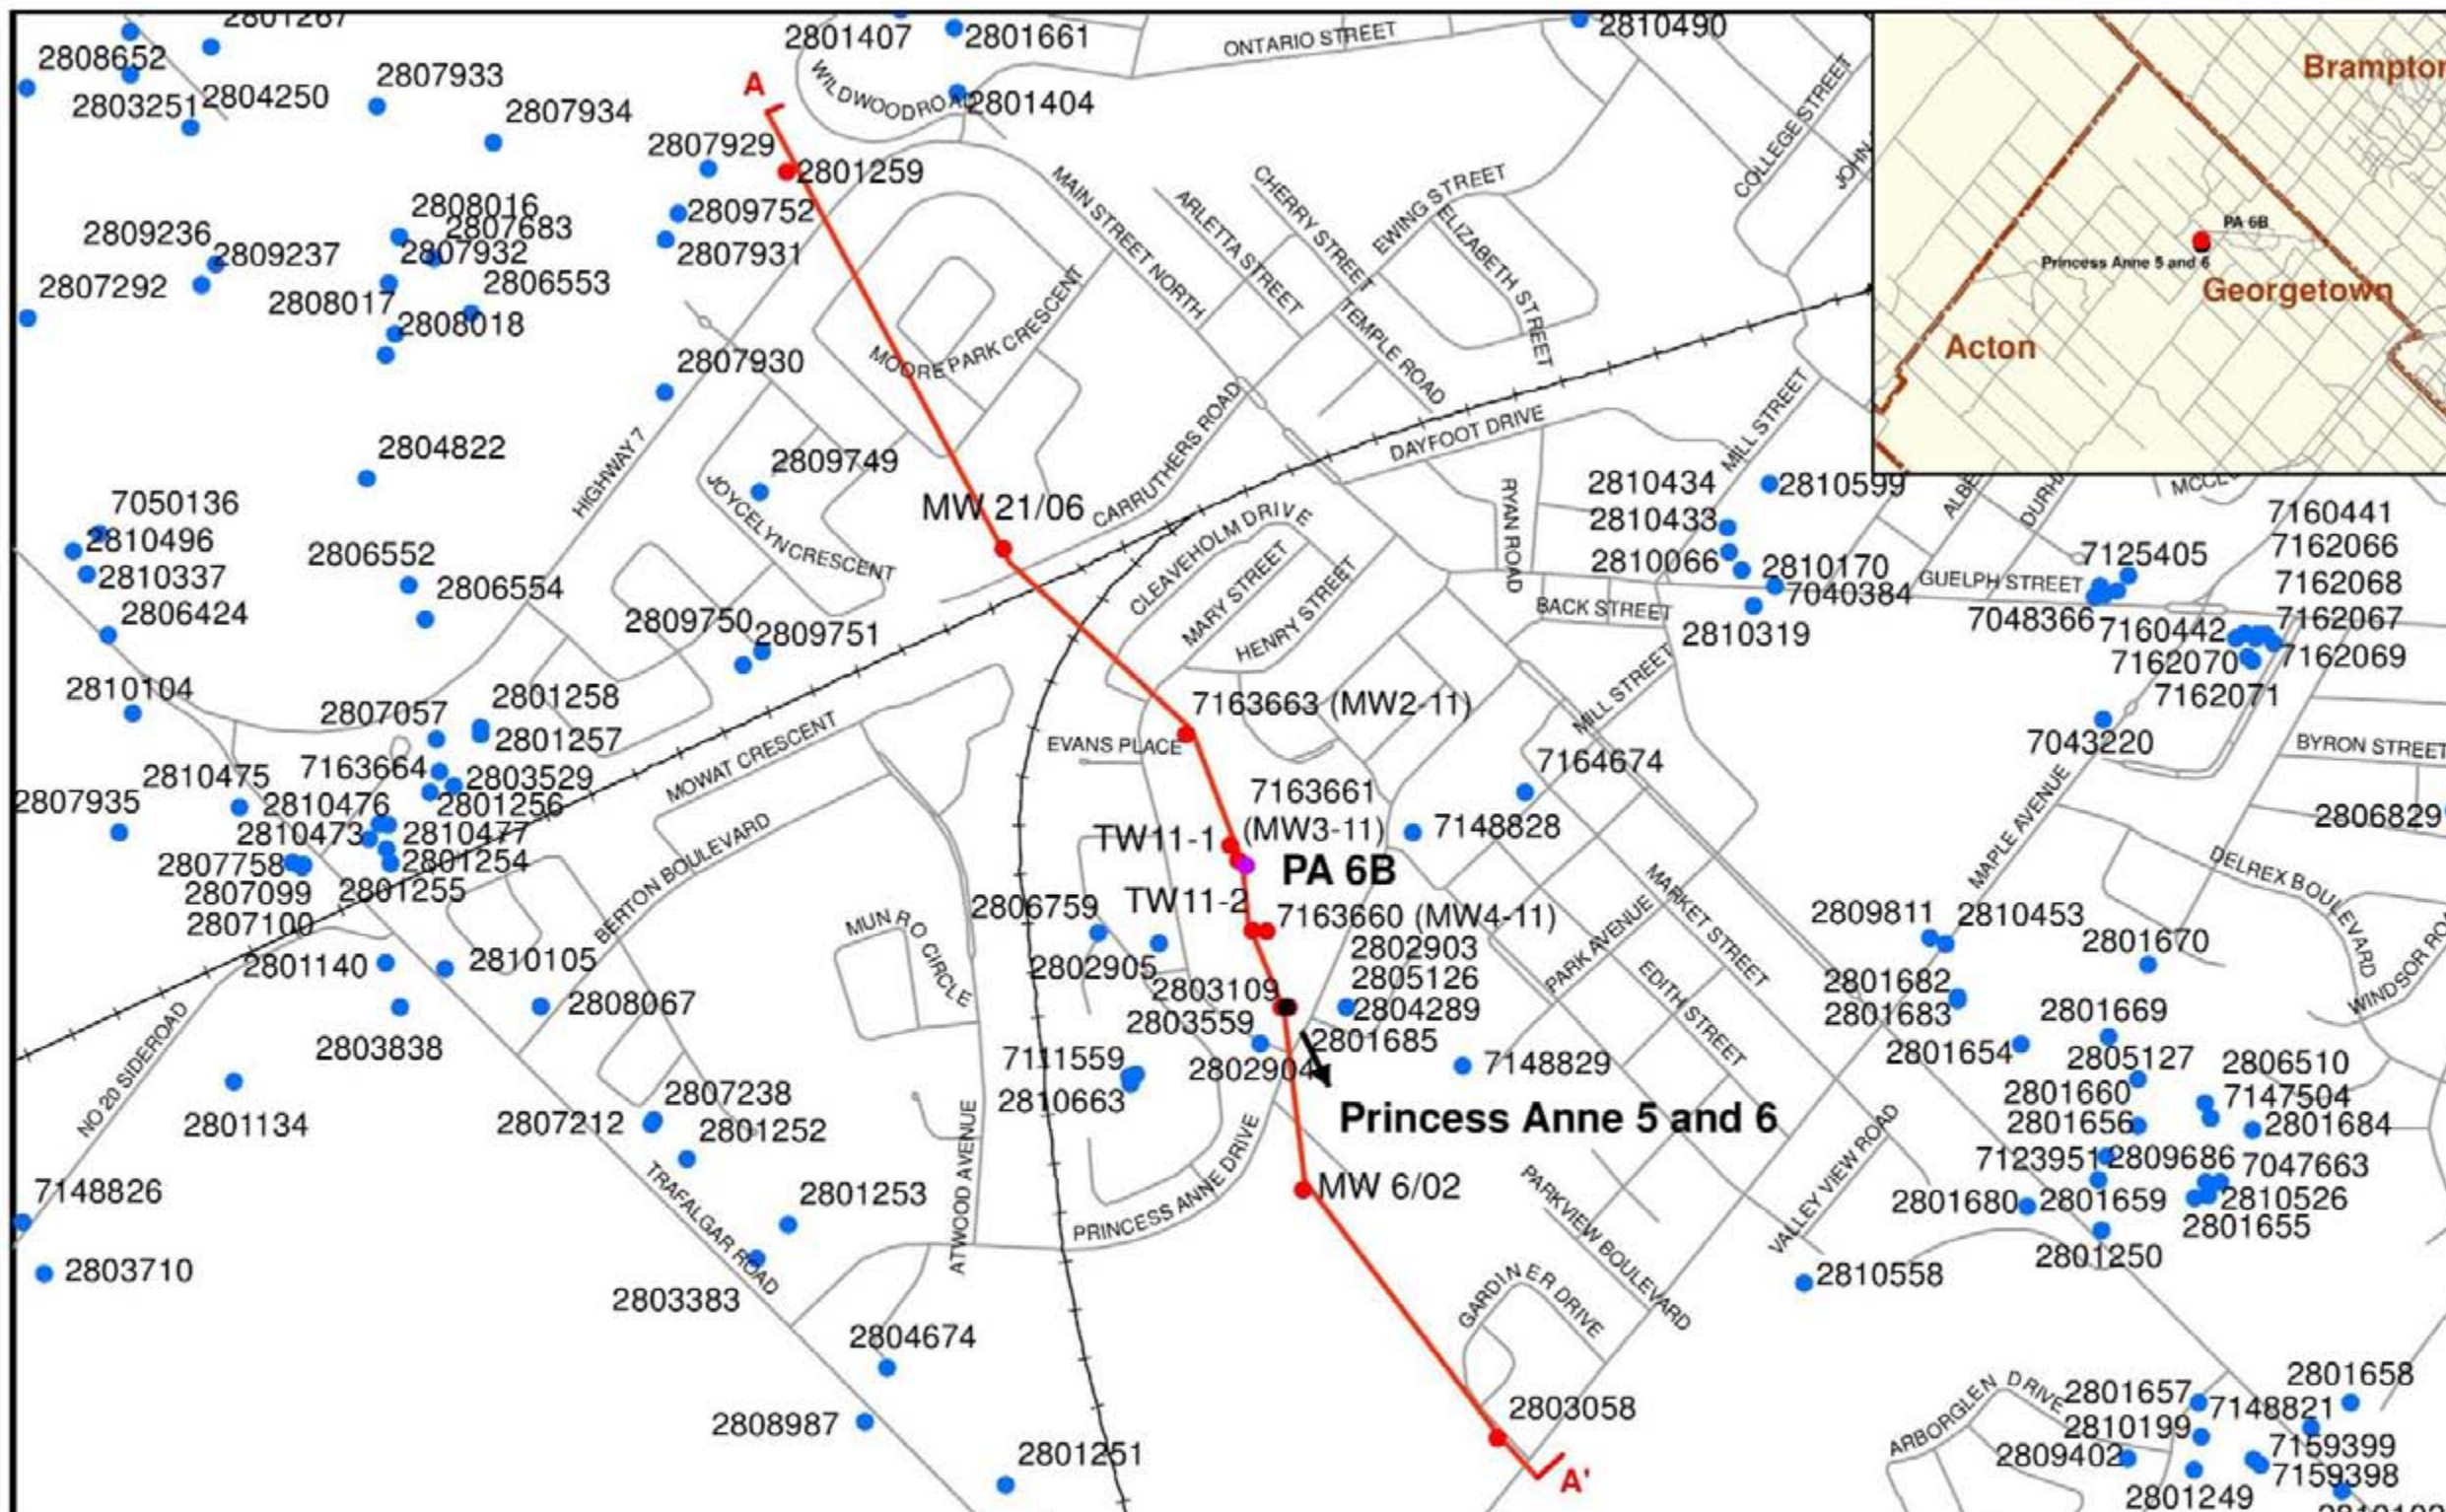 2801267
2808652
2803251
2804250
2807933
2807934
2801407
2801661
ONTARIO STREET
2810490
A
WILDWOOD ROAD
2801404
2807929
2801259
2809752
2807931
2808016
2807683
2809236
2809237
2807932
2807292
2808017
2806553
2808018
2807930
MAIN STREET NORTH
ARLETTA STREET
CHERRY STREET
EWING STREET
ELIZABETH STREET
TEMPLE ROAD
COLLEGE STREET
JOHN
Brampton
PA 6B
Princess Anne 5 and 6
Georgetown
Acton
MOORE PARK CRESCENT
CARRUTHERS ROAD
DAYFOOT DRIVE
MILL STREET
HIGHWAY 7
2804822
2809749
JOYCELYN CRESCENT
MW 21/06
7050136
2810496
2810337
2806424
2806552
2806554
2809750
2809751
CLEAVEHOLM DRIVE
MARY STREET
HENRY STREET
RYAN ROAD
BACK STREET
2810434
2810599
2810433
2810066
2810170
7040384
2810319
GUELPH STREET
7125405
7160441
7162066
7162068
7162067
7048366
7160442
7162069
7162070
7162071
7043220
BYRON STREET
2806829
2810104
2807057
2801258
2801257
MOWAT CRESCENT
EVANS PLACE
7163663 (MW2-11)
MILL STREET
7164674
2810475
7163664
2803529
2807935
2810476
2801256
2810473
2810477
2807758
2801254
2807099
2801255
2807100
7163661
(MW3-11)
TW11-1
7148828
PA 6B
TW11-2
2806759
7163660 (MW4-11)
MAPLE AVENUE
DELREX BOULEVARD
WINDSOR RO
BERTON BOULEVARD
MUNRO CIRCLE
MARKET STREET
PARK AVENUE
EDITH STREET
2801140
2810105
2808067
2803838
NO 20 SIDEROAD
2801134
2802905
2802903
2805126
2803109
2804289
2803559
2801685
7111559
2802904
2810663
7148829
Princess Anne 5 and 6
2809811
2810453
2801670
2801682
2801683
2801669
2801654
2805127
2806510
2801660
7147504
2801656
2801684
7123951
2809686
7047663
2801680
2801659
2810526
2801655
2801250
2807238
2807212
2801252
TRAFALGAR ROAD
2801253
ATWOOD AVENUE
PRINCESS ANNE DRIVE
MW 6/02
PARKVIEW BOULEVARD
VALLEY VIEW ROAD
2810558
7148826
2803710
2803383
2804674
2808987
2801251
GARDINER DRIVE
2803058
A'
ARBORGLEN DRIVE
2801658
2801657
7148821
2810199
7159399
2809402
7159398
2801249